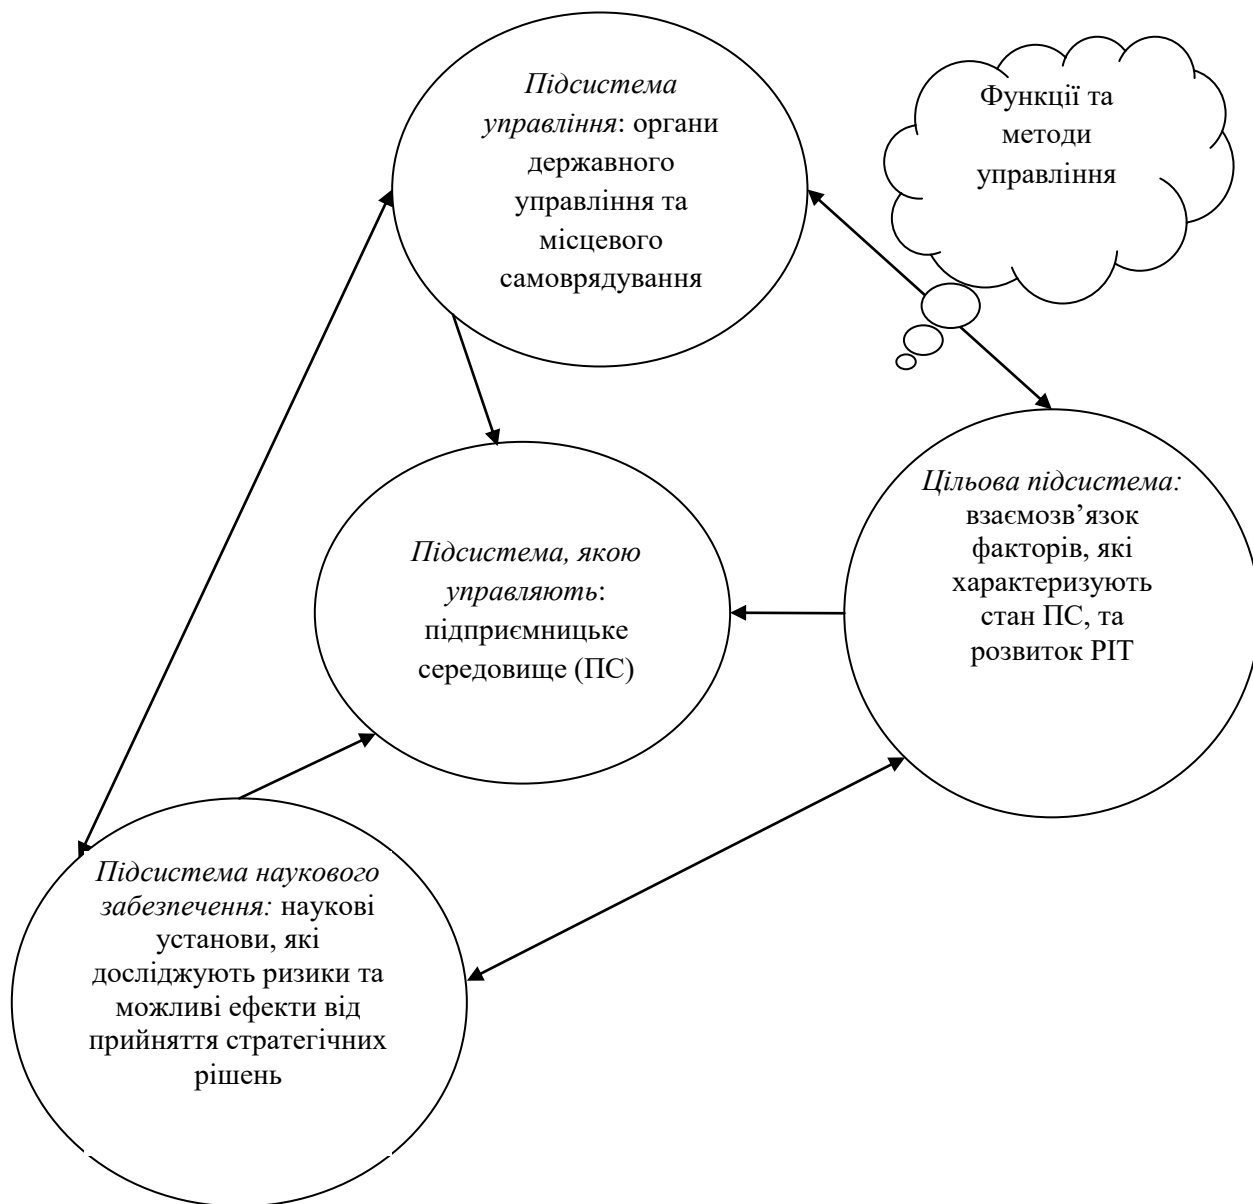 Підсистема
управління: органи
державного
управління та
місцевого
самоврядування
Функції та
методи
управління
Цільова підсистема:
взаємозв’язок
факторів, які
характеризують
стан ПС, та
розвиток РІТ
Підсистема, якою
управляють:
підприємницьке
середовище (ПС)
Підсистема наукового
забезпечення: наукові
установи, які
досліджують ризики та
можливі ефекти від
прийняття стратегічних
рішень